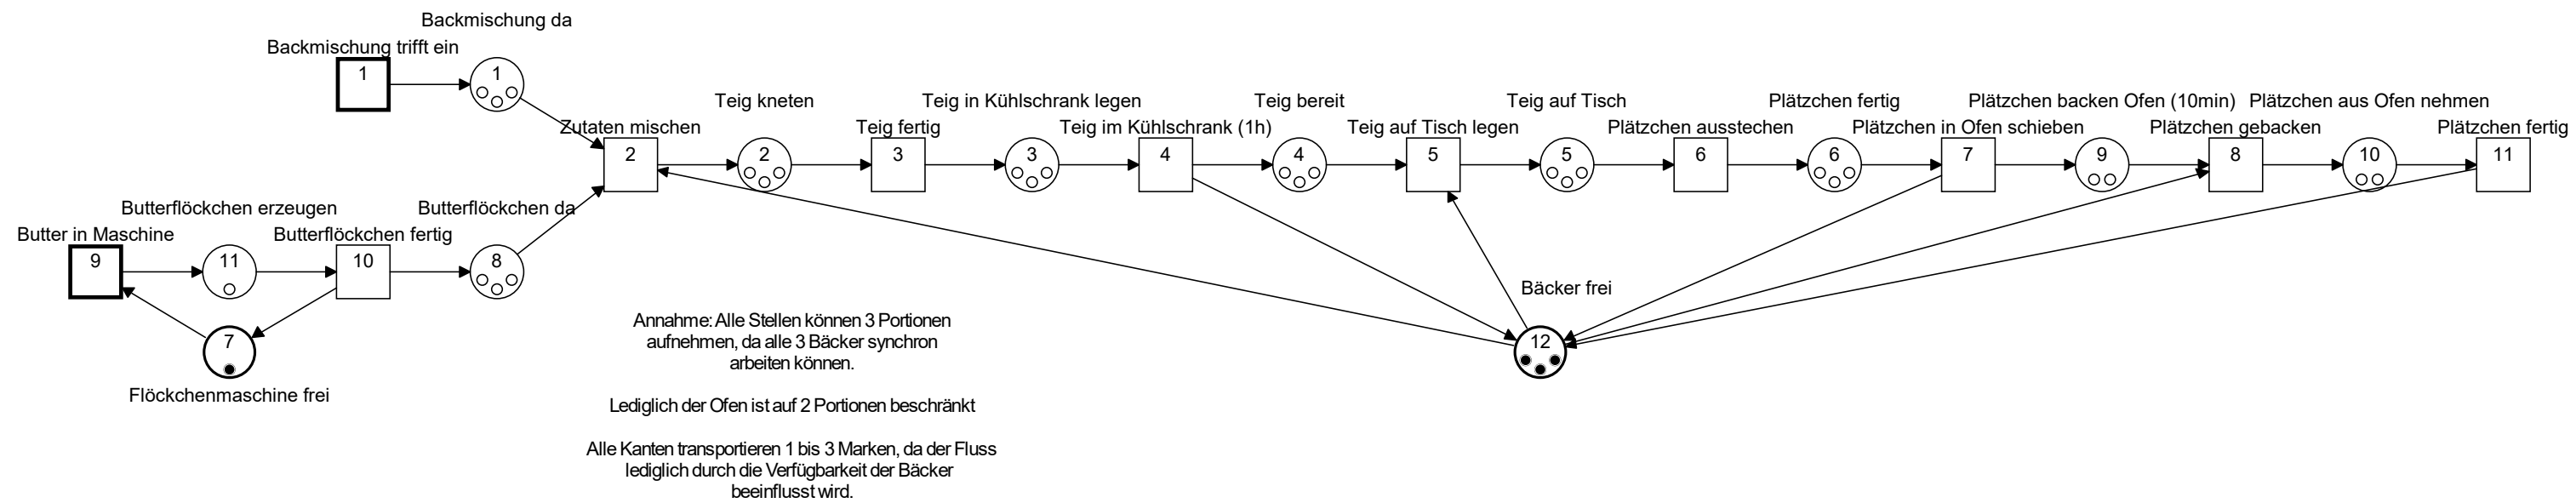 Backmischung da
Backmischung trifft ein
1
1
Teig kneten
Teig in Kühlschrank legen
Teig bereit
Teig auf Tisch
Plätzchen fertig
Plätzchen backen Ofen (10min)
Plätzchen aus Ofen nehmen
Zutaten mischen
Teig fertig
Teig im Kühlschrank (1h)
Teig auf Tisch legen
Plätzchen ausstechen
Plätzchen in Ofen schieben
Plätzchen gebacken
Plätzchen fertig
2
2
3
3
4
4
5
5
6
6
7
9
8
10
11
Butterflöckchen erzeugen
Butterflöckchen da
Butter in Maschine
Butterflöckchen fertig
9
11
10
8
Bäcker frei
7
12
Flöckchenmaschine frei
Annahme: Alle Stellen können 3 Portionen
aufnehmen, da alle 3 Bäcker synchron
arbeiten können.
Lediglich der Ofen ist auf 2 Portionen beschränkt
Alle Kanten transportieren 1 bis 3 Marken, da der Fluss
lediglich durch die Verfügbarkeit der Bäcker
beeinflusst wird.